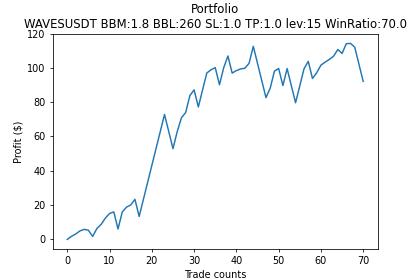 Portfolio
WAVESUSDT BBM:1.8 BBL:260 SL:1.0 TP:1.0 lev:15 WinRatio:70.0
120
100
80
60
40
20
0
Profit ($)
0 10 20 30 40 50 60 70
Trade counts